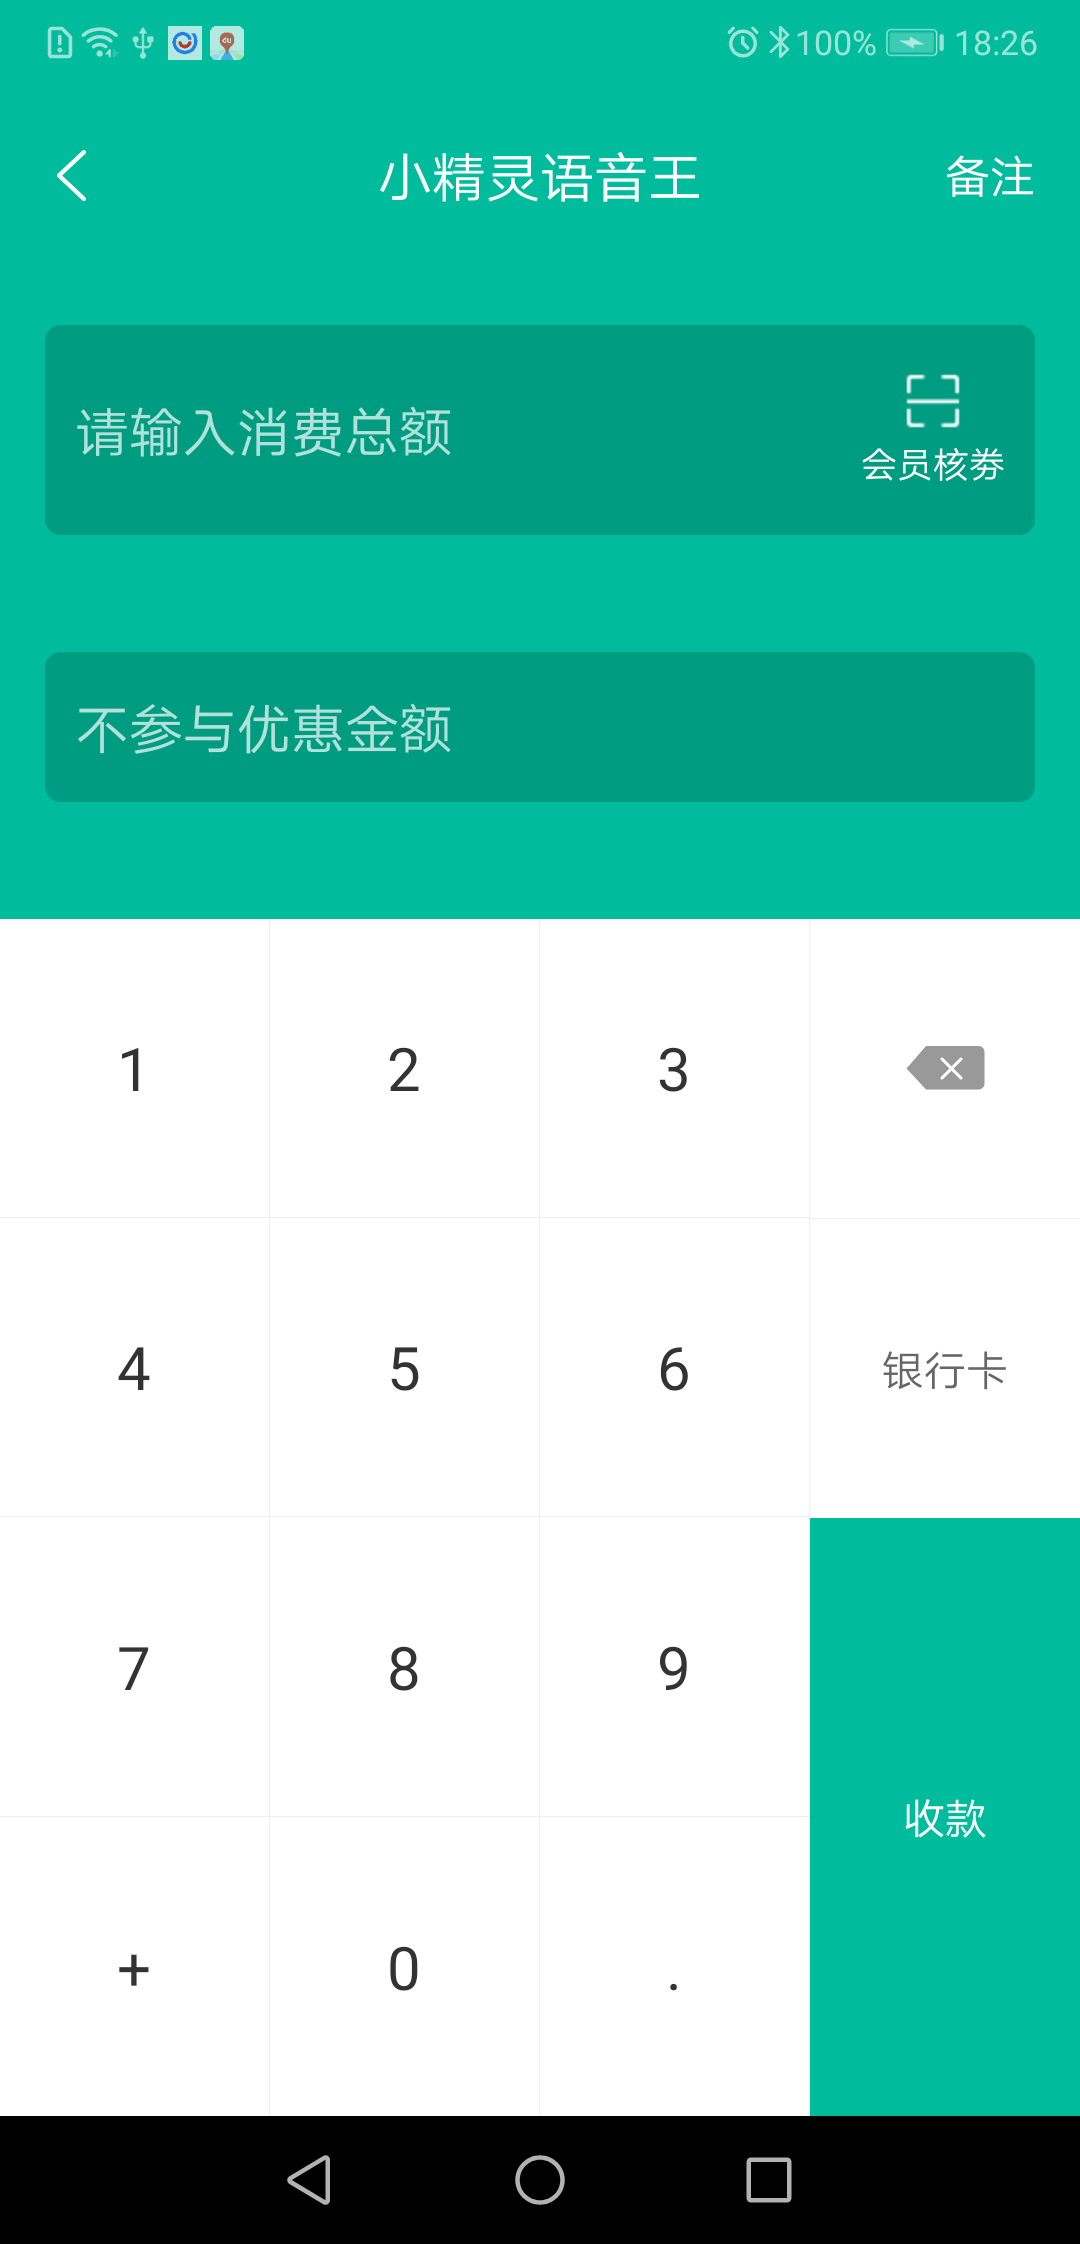 100% 18:26
小精灵语音王 备注
请输入消费总额
会员核劵
不参与优惠金额
1 2 3
4 5 6 银行卡
7 8 9
收款
+ 0 .